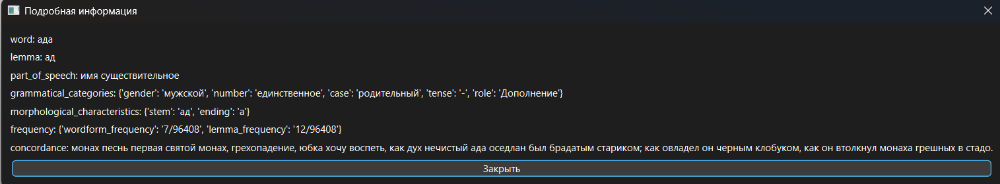 Подробная информация
word: ада
lemma: ад
part_of_speech: имя существительное
grammatical_categories: {'gender': 'мужской', 'number': 'единственное', 'case': 'родительный', 'tense': '-', 'role': 'Дополнение'}
morphological_characteristics: {'stem': 'ад', 'ending': 'а'}
frequency: {'wordform_frequency': '7/96408', 'lemma_frequency': '12/96408'}
concordance: монах песнь первая святой монах, грехопадение, юбка хочу воспеть, как дух нечистый ада оседлан был брадатым стариком; как овладел он черным клобуком, как он втолкнул монаха грешных в стадо.
Закрыть